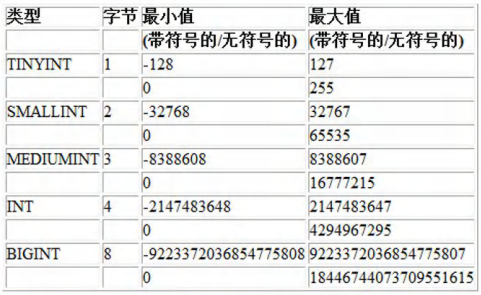 类型 字节 最小值 最大值
(带符号的/无符号的) (带符号的/无符号的)
TINYINT 1 -128 127
0 255
SMALLINT 2 -32768 32767
0 65535
MEDIUMINT 3 -8388608 8388607
0 16777215
INT 4 -2147483648 2147483647
0 4294967295
BIGINT 8 -9223372036854775808 9223372036854775807
0 18446744073709551615